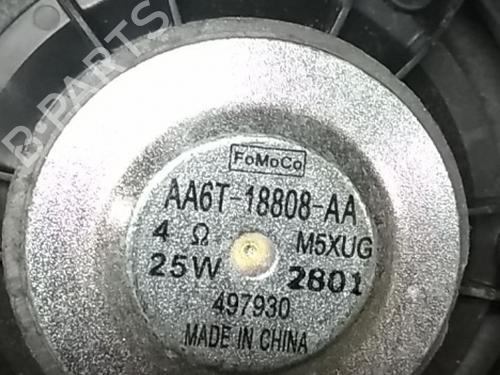 B-PARTS
FoMoCo
AA6T-18808-AA
4 Ω M5XUG
25W 2801
497930
MADE IN CHINA